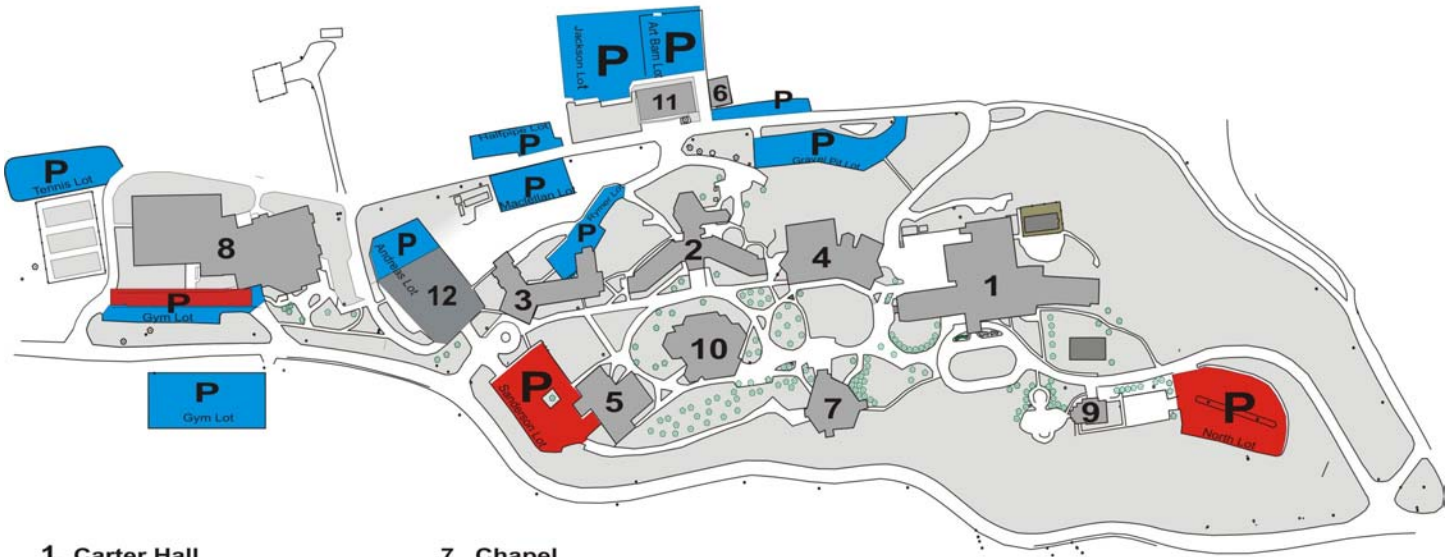 Jackson Lot
P
Art Barn Lot
P
11
6
P
Halfpipe Lot
P
Gravel Pit Lot
P
P
Tennis Lot
P
Maclellan Lot
Rymer Lot
P
8
P
Andreas Lot
12
3
2
4
1
P
Gym Lot
P
Gym Lot
P
Sanderson Lot
5
10
7
9
P
North Lot
1 Carter Hall
7 Chapel